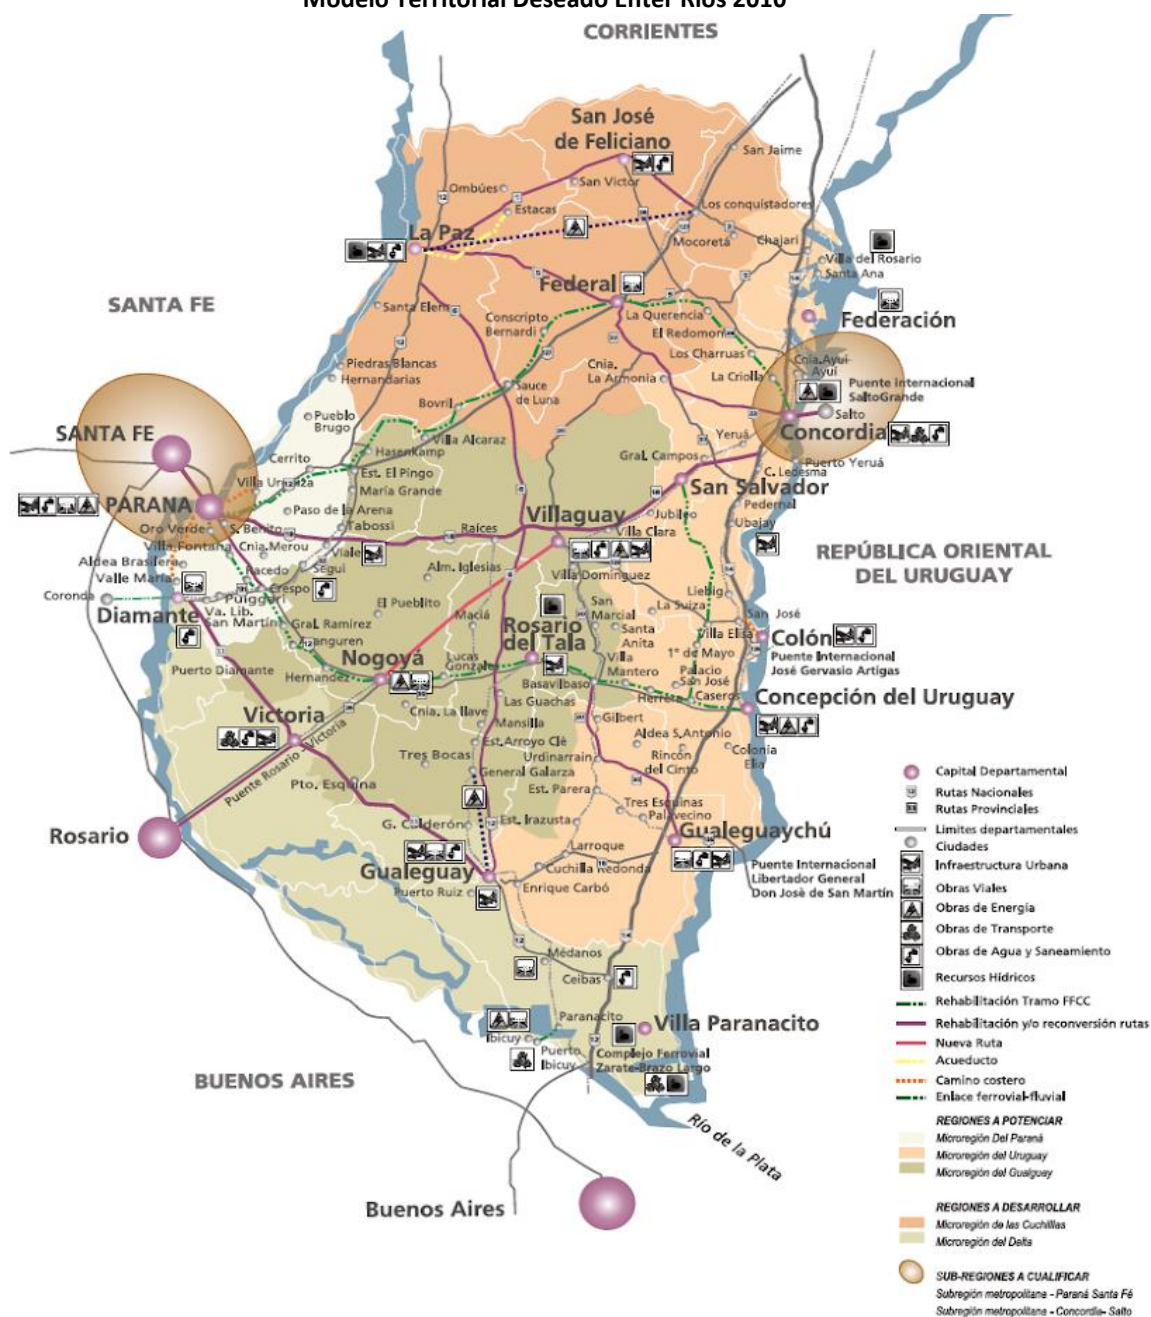 Modelo Territorial Deseado Enter Ríos 2016
CORRIENTES
San José
de Feliciano
San Jaime
Ombúes
San Victor
Estacas
Los conquistadores
La Paz
Mocoretá
Chajari
Villa del Rosario
Santa Ana
Federal
SANTA FE
Santa Elena
Conscripto
Bernardi
La Querencia
Federación
El Redomon
Los Charruas
Cnia. Ayui
Ayuí
Piedras Blancas
Hernandarias
Cnia.
La Armonia
La Criolla
Puente Internacional
SaltoGrande
Sauce
de Luna
Bovril
Salto
Pueblo
Brugo
SANTA FE
Concordia
Villa Alcaraz
Yeruá
Hasenkamp
Cerrito
Gral. Campos
Puerto Yeruá
C. Ledesma
Est. El Pingo
Villa Urquiza
María Grande
San Salvador
PARANA
Paso de la Arena
Pedernal
Jubileo
Villaguay
Ubajay
Oro Verde
S. Benito
Tabossi
Raíces
Villa Clara
Villa Fontana
Cnia.Merou
Viale
Aldea Brasilera
Racedo
Segui
Alm. Iglesias
Villa Dominguez
REPÚBLICA ORIENTAL
DEL URUGUAY
Valle María
Crespo
Liebig
Coronda
Puiggari
El Pueblito
San
Marcial
La Suiza
San José
Diamante
Va. Lib.
San Martín
Maciá
Rosario
del Tala
Santa
Anita
Villa Elisa
Colón
Gral. Ramírez
Aranguren
1º de Mayo
Puente Internacional
José Gervasio Artigas
Nogoyá
Lucas
Gonzales
Villa
Mantero
Palacio
San José
Puerto Diamante
Hernandez
Basavilbaso
Herrera
Caseros
Concepción del Uruguay
Las Guachas
Cnia. La Llave
Victoria
Mansilla
Gilbert
Aldea S.Antonio
Est.Arroyo Clé
Colonia
Elia
Puente Rosario - Victoria
Tres Bocas
Urdinarrain
Rincón
del Cinto
General Galarza
Pto. Esquina
Est. Parera
Capital Departamental
Rutas Nacionales
Rutas Provinciales
Tres Esquinas
Palavecino
Rosario
G. Calderón
Est. Irazusta
Gualeguaychú
Limites departamentales
Ciudades
Larroque
Infraestructura Urbana
Gualeguay
Cuchilla Redonda
Puente Internacional
Libertador General
Don Josè de San Martín
Obras Viales
Puerto Ruiz
Enrique Carbó
Obras de Energía
Obras de Transporte
Médanos
Obras de Agua y Saneamiento
Ceibas
Recursos Hídricos
Rehabilitación Tramo FFCC
Paranacito
Villa Paranacito
Rehabilitación y/o reconversión rutas
Ibicuy
Nueva Ruta
Puerto
Ibicuy
Complejo Ferrovial
Zarate-Brazo Largo
Acueducto
BUENOS AIRES
Camino costero
Enlace ferrovial-fluvial
Río de la Plata
REGIONES A POTENCIAR
Microregión Del Paraná
Microregión del Uruguay
Microregión del Gualguay
Buenos Aires
REGIONES A DESARROLLAR
Microregión de las Cuchillas
Microregión del Delta
SUB-REGIONES A CUALIFICAR
Subregión metropolitana - Paraná Santa Fé
Subregión metropolitana - Concordia- Salto